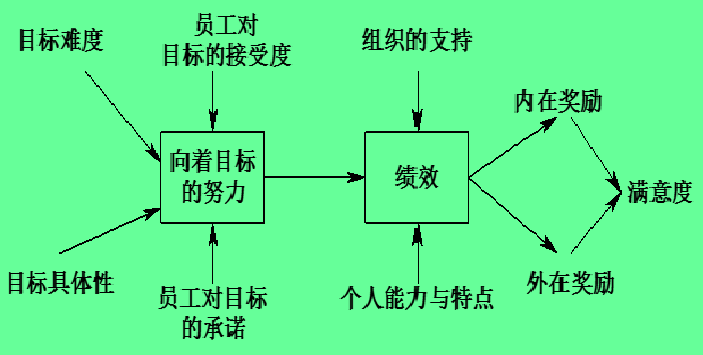 目标难度
员工对
目标的接受度
组织的支持
内在奖励
向着目标
的努力
绩效
满意度
目标具体性
员工对目标
的承诺
个人能力与特点
外在奖励